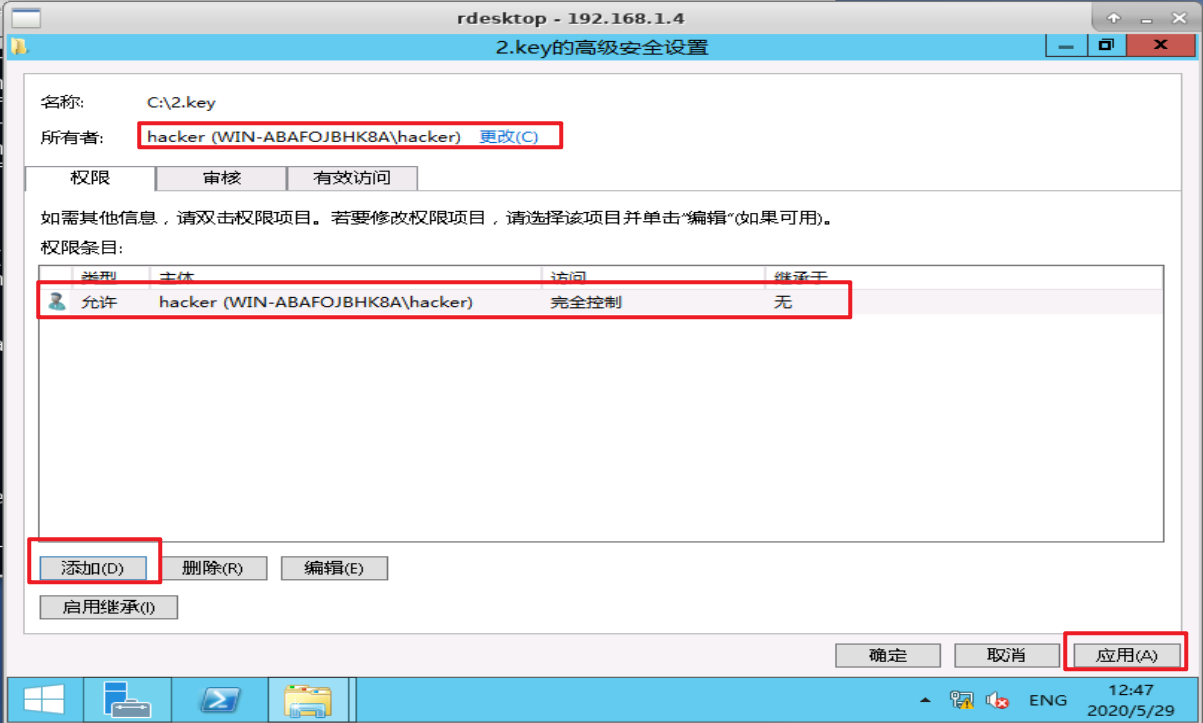 rdesktop - 192.168.1.4
2.key的高级安全设置
名称: C:\2.key
所有者: hacker (WIN-ABAFOJBHK8A\hacker) 更改(C)
权限 审核 有效访问
如需其他信息，请双击权限项目。若要修改权限项目，请选择该项目并单击"编辑"(如果可用)。
权限条目:
类型 主体 访问 继承于
允许 hacker (WIN-ABAFOJBHK8A\hacker) 完全控制 无
添加(D) 删除(R) 编辑(E)
启用继承(I)
确定 取消 应用(A)
ENG 12:47
2020/5/29